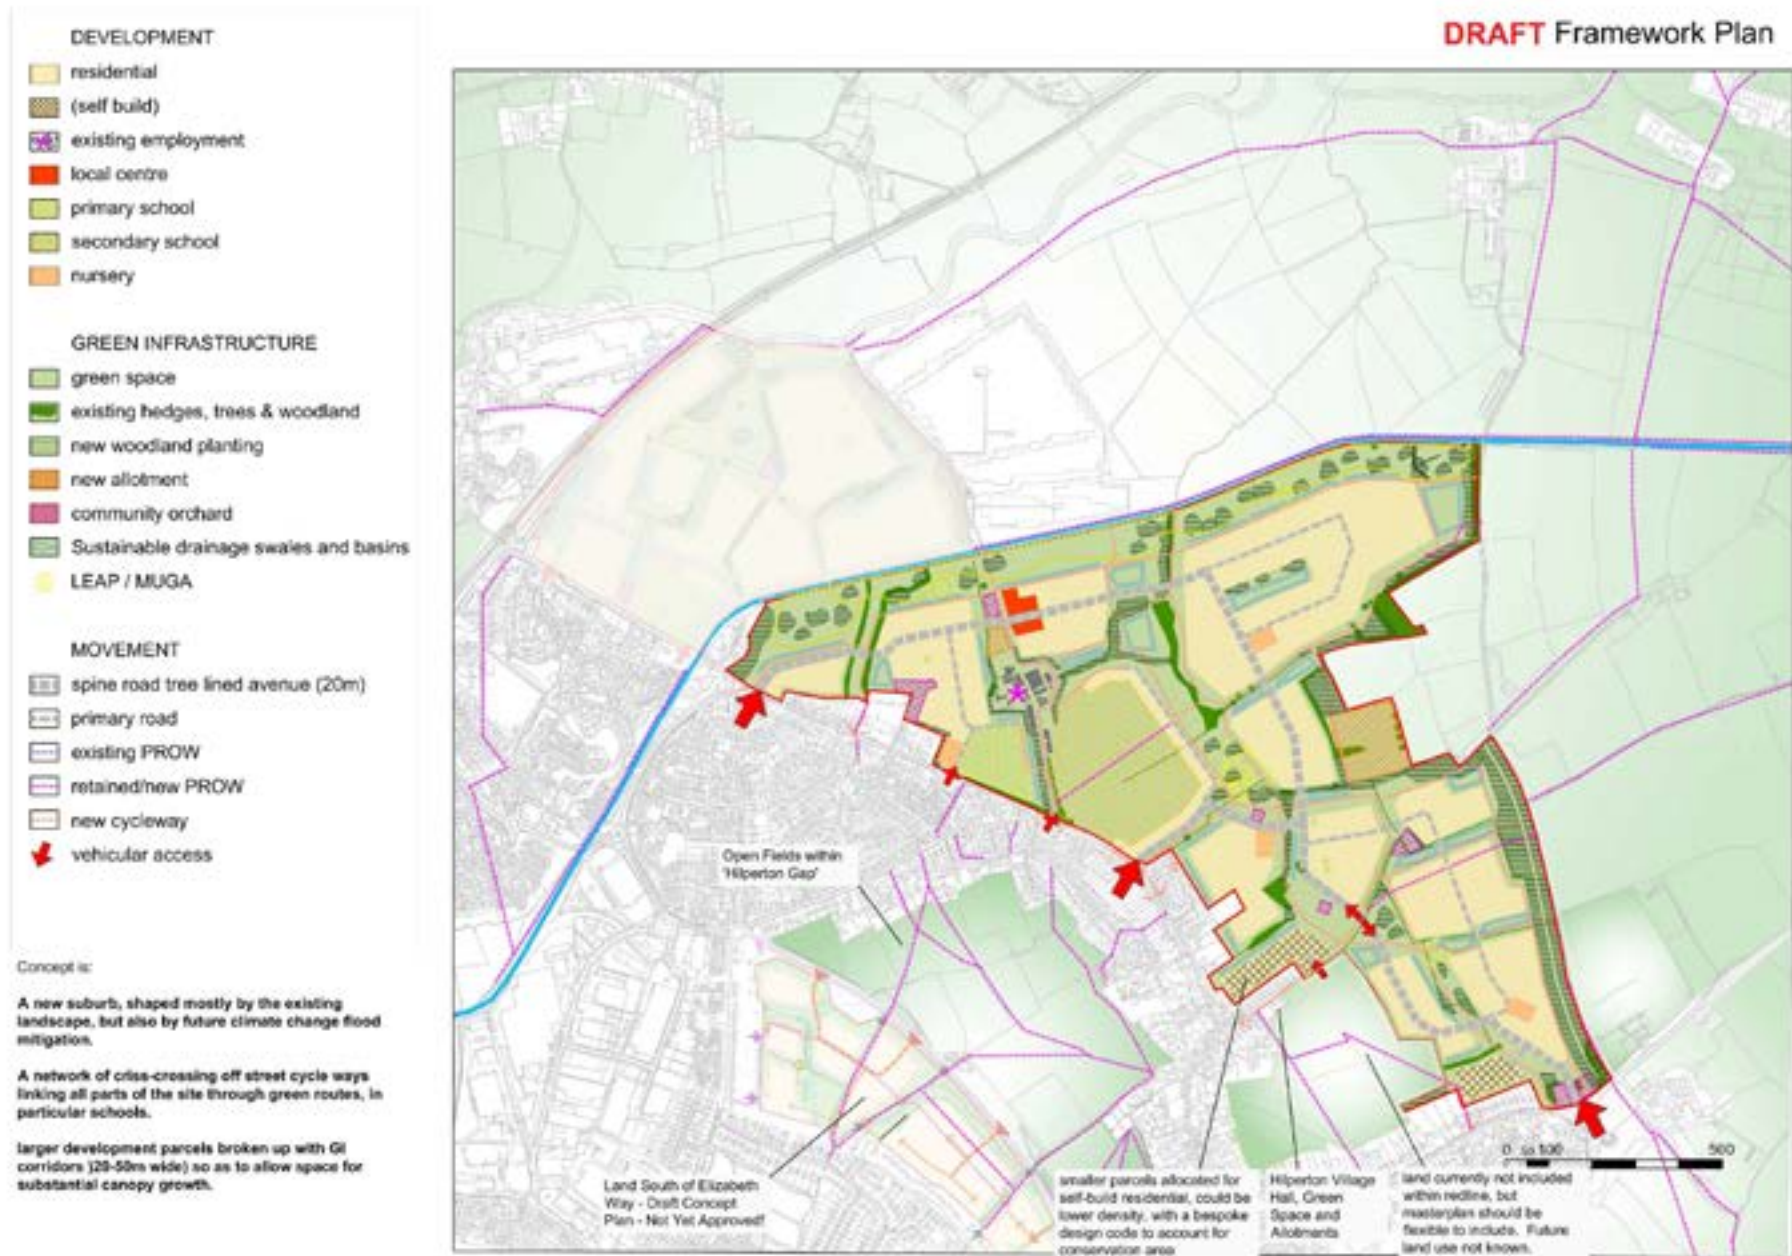 DRAFT Framework Plan
DEVELOPMENT
residential
(self build)
existing employment
local centre
primary school
secondary school
nursery
GREEN INFRASTRUCTURE
green space
existing hedges, trees & woodland
new woodland planting
new allotment
community orchard
Sustainable drainage swales and basins
LEAP / MUGA
MOVEMENT
spine road tree lined avenue (20m)
primary road
existing PROW
retained/new PROW
new cycleway
vehicular access
Concept is:
A new suburb, shaped mostly by the existing
landscape, but also by future climate change flood
mitigation.
A network of criss-crossing off street cycle ways
linking all parts of the site through green routes, in
particular schools.
larger development parcels broken up with GI
corridors )20-50m wide) so as to allow space for
substantial canopy growth.
Open Fields within
'Hilperton Gap'
Land South of Elizabeth
Way - Draft Concept
Plan - Not Yet Approved!
smaller parcels allocated for
self-build residential, could be
lower density, with a bespoke
design code to account for
conservation area
Hilperton Village
Hall, Green
Space and
Allotments
land currently not included
within redline, but
masterplan should be
flexible to include. Future
land use not known.
0 50 100 500